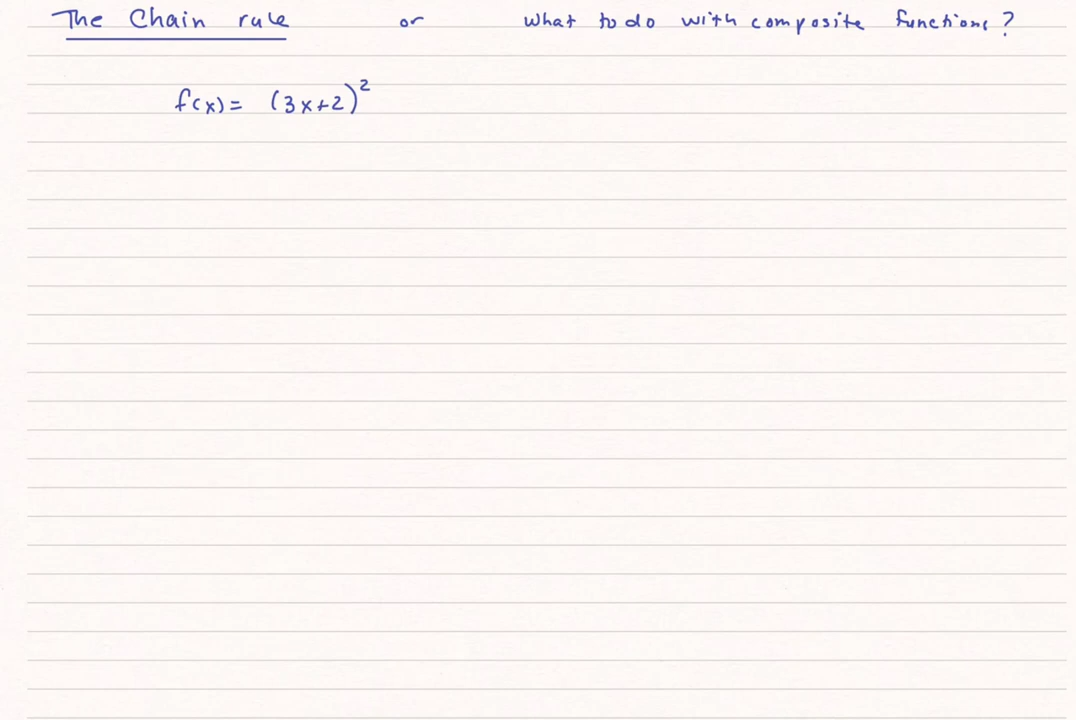 The Chain rule or what to do with composite functions?
f(x) = (3x+2)²